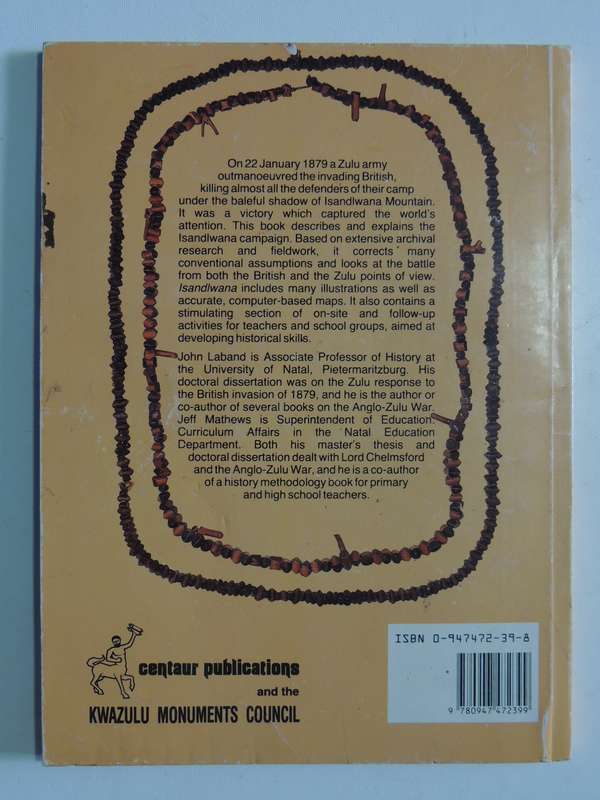 On 22 January 1879 a Zulu army
outmanoeuvred the invading British,
killing almost all the defenders of their camp
under the baleful shadow of Isandlwana Mountain.
It was a victory which captured the world's
attention. This book describes and explains the
Isandlwana campaign. Based on extensive archival
research and fieldwork, it corrects many
conventional assumptions and looks at the battle
from both the British and the Zulu points of view.
Isandlwana includes many illustrations as well as
accurate, computer-based maps. It also contains a
stimulating section of on-site and follow-up
activities for teachers and school groups, aimed at
developing historical skills.
John Laband is Associate Professor of History at
the University of Natal, Pietermaritzburg. His
doctoral dissertation was on the Zulu response to
the British invasion of 1879, and he is the author or
co-author of several books on the Anglo-Zulu War.
Jeff Mathews is Superintendent of Education:
Curriculum Affairs in the Natal Education
Department. Both his master's thesis and
doctoral dissertation dealt with Lord Chelmsford
and the Anglo-Zulu War, and he is a co-author
of a history methodology book for primary
and high school teachers.
centaur publications
and the
KWAZULU MONUMENTS COUNCIL
ISBN 0-947472-39-8
9 780947 472399